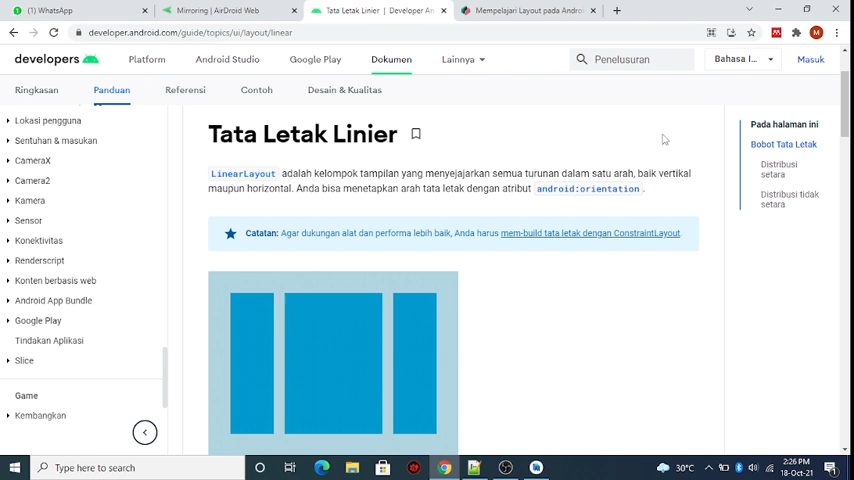 (1) WhatsApp
Mirroring | AirDroid Web
Tata Letak Linier | Developer An
Mempelajari Layout pada Androi
developer.android.com/guide/topics/ui/layout/linear
M
developers
Platform
Android Studio
Google Play
Dokumen
Lainnya
Penelusuran
Bahasa I...
Masuk
Ringkasan
Panduan
Referensi
Contoh
Desain & Kualitas
Lokasi pengguna
Sentuhan & masukan
CameraX
Camera2
Kamera
Sensor
Konektivitas
Renderscript
Konten berbasis web
Android App Bundle
Google Play
Tindakan Aplikasi
Slice
Game
Kembangkan
Tata Letak Linier
LinearLayout adalah kelompok tampilan yang menyejajarkan semua turunan dalam satu arah, baik vertikal
maupun horizontal. Anda bisa menetapkan arah tata letak dengan atribut android:orientation.
Catatan: Agar dukungan alat dan performa lebih baik, Anda harus mem-build tata letak dengan ConstraintLayout.
Pada halaman ini
Bobot Tata Letak
Distribusi
setara
Distribusi tidak
setara
Type here to search
30°C
2:26 PM
18-Oct-21